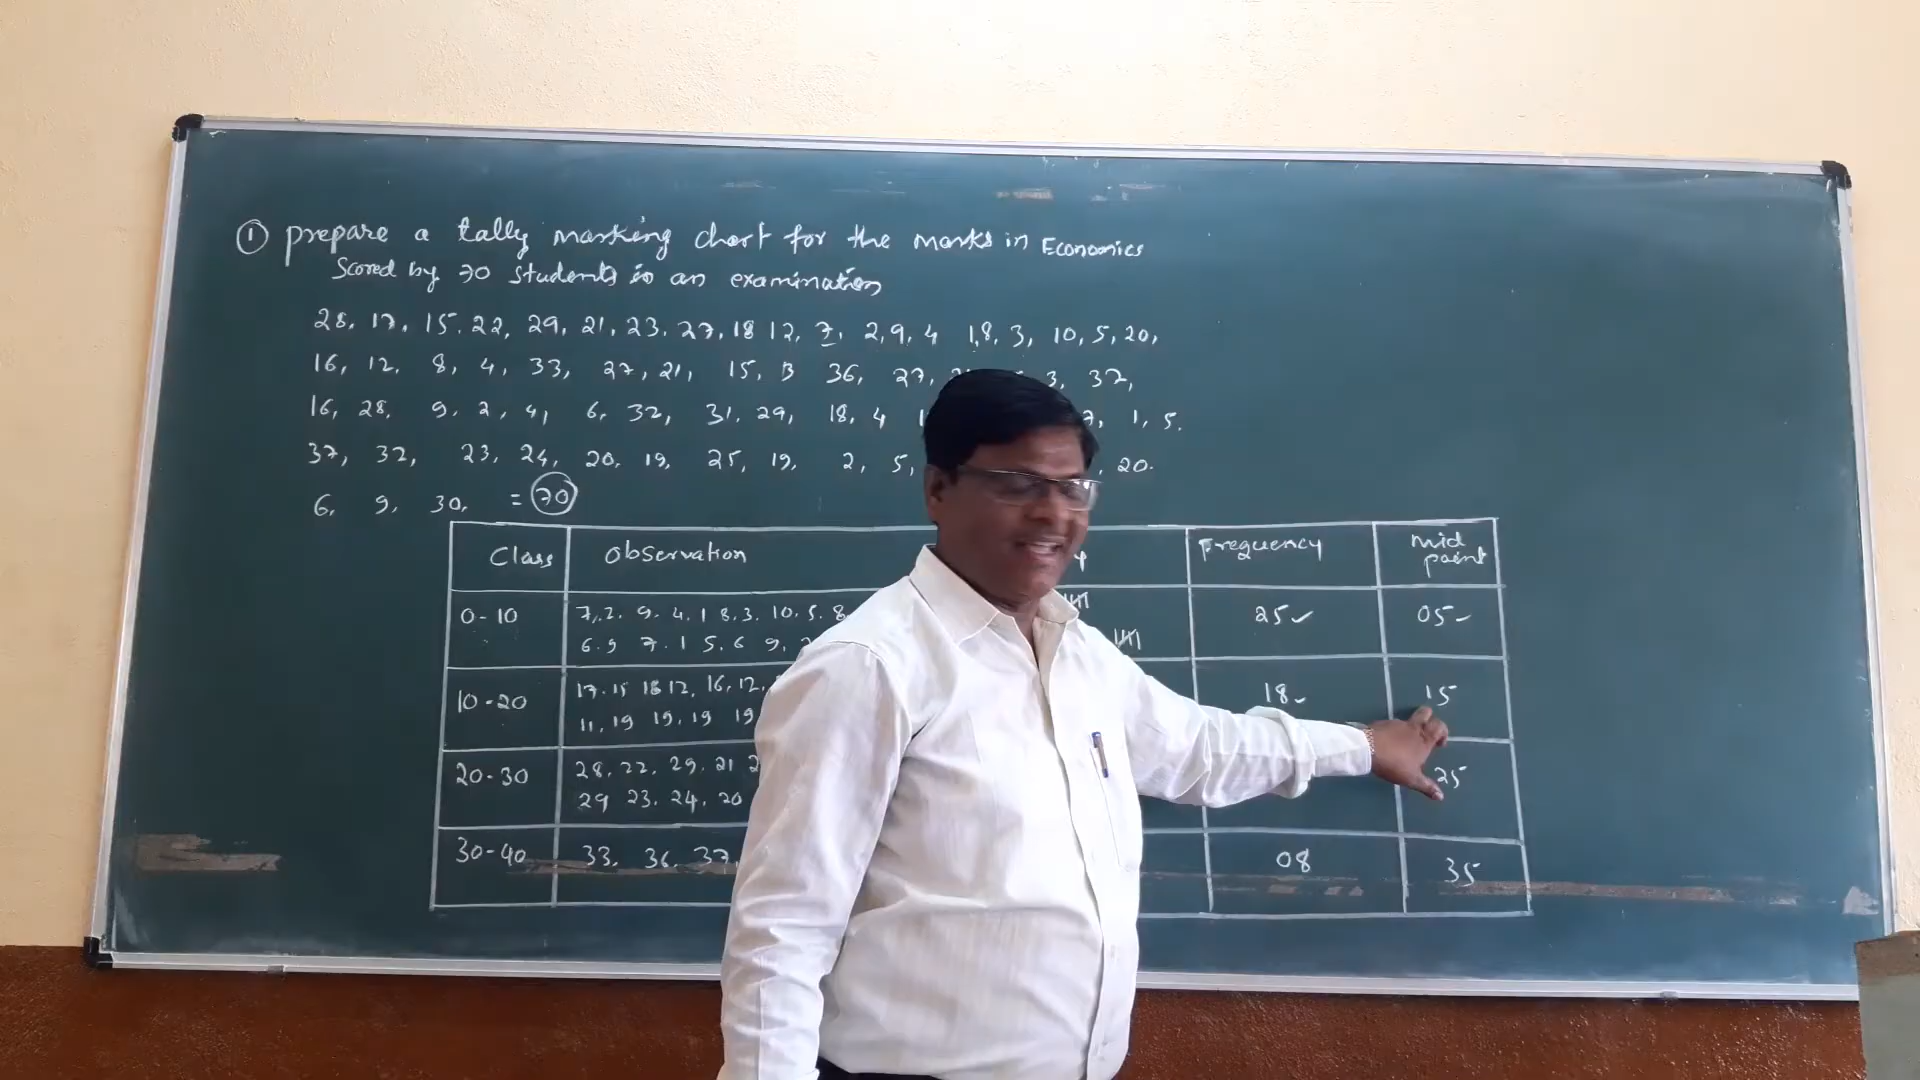 ① prepare a tally marking chart for the marks in Economics
Scored by 70 students in an examination
28, 17, 15, 22, 29, 21, 23, 27, 18 12, 7, 2, 9, 4 1, 8, 3, 10, 5, 20,
16, 12, 8, 4, 33, 27, 21, 15, 3 36, 27, 3, 37,
16, 28, 9, 2, 4, 6, 32, 31, 29, 18, 4 1, 5.
37, 32, 23, 24, 20, 19, 25, 19, 2, 5, 20.
6, 9, 30, = 70
Class Observation Frequency mid point
0-10 7, 2. 9. 4. 1 8. 3. 10. 5. 8 25 ✓ 05
6. 9 7. 1 5. 6 9,
10-20 17. 15 18 12, 16, 12, 18 15
11, 19 19, 19 19
20-30 28, 22, 29. 21 25
29 23. 24. 20
30-40 33. 36. 37, 08 35